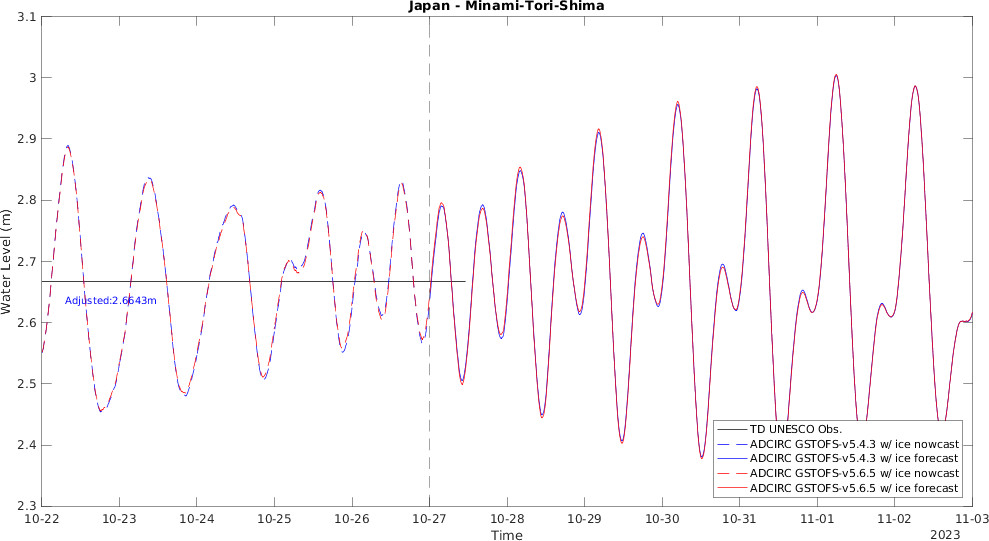 Japan - Minami-Tori-Shima
3.1
3
2.9
2.8
2.7
2.6
2.5
2.4
2.3
Water Level (m)
Adjusted:2.6643m
TD UNESCO Obs.
ADCIRC GSTOFS-v5.4.3 w/ ice nowcast
ADCIRC GSTOFS-v5.4.3 w/ ice forecast
ADCIRC GSTOFS-v5.6.5 w/ ice nowcast
ADCIRC GSTOFS-v5.6.5 w/ ice forecast
10-22 10-23 10-24 10-25 10-26 10-27 10-28 10-29 10-30 10-31 11-01 11-02 11-03
Time
2023